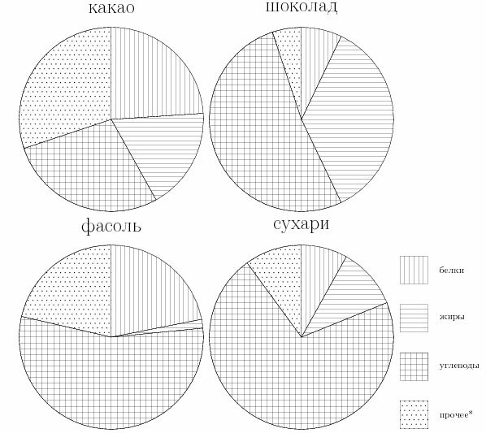 какао
шоколад
фасоль
сухари
белки
жиры
углеводы
прочее*